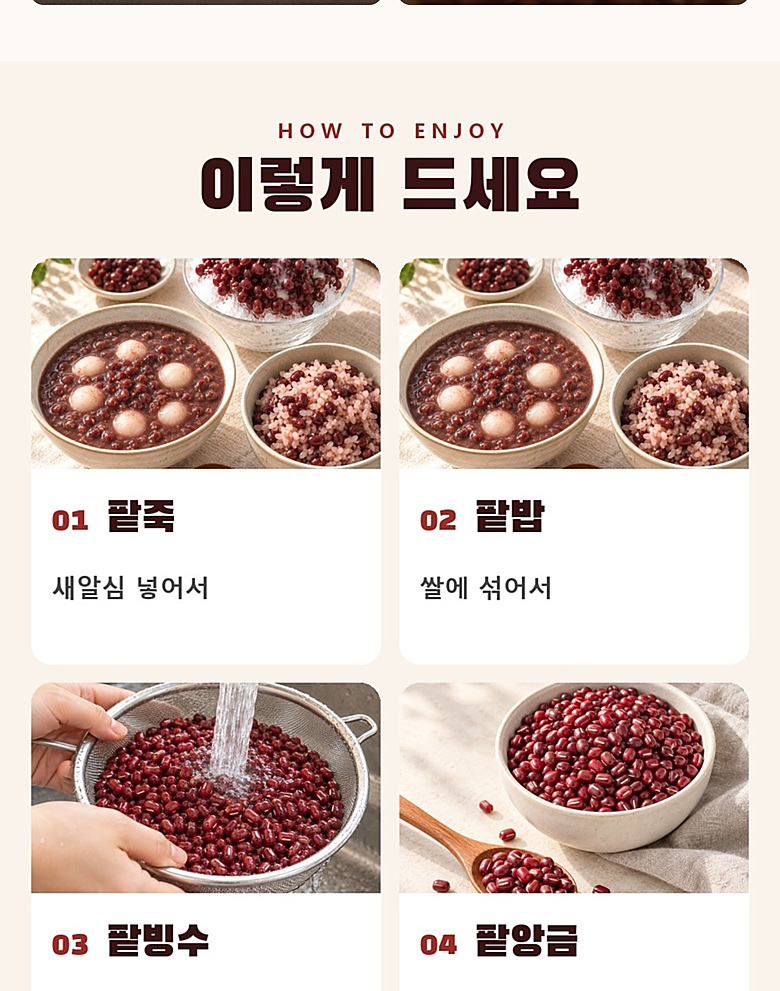 HOW TO ENJOY
이렇게 드세요
01 팥죽
새알심 넣어서
02 팥밥
쌀에 섞어서
03 팥빙수
04 팥앙금